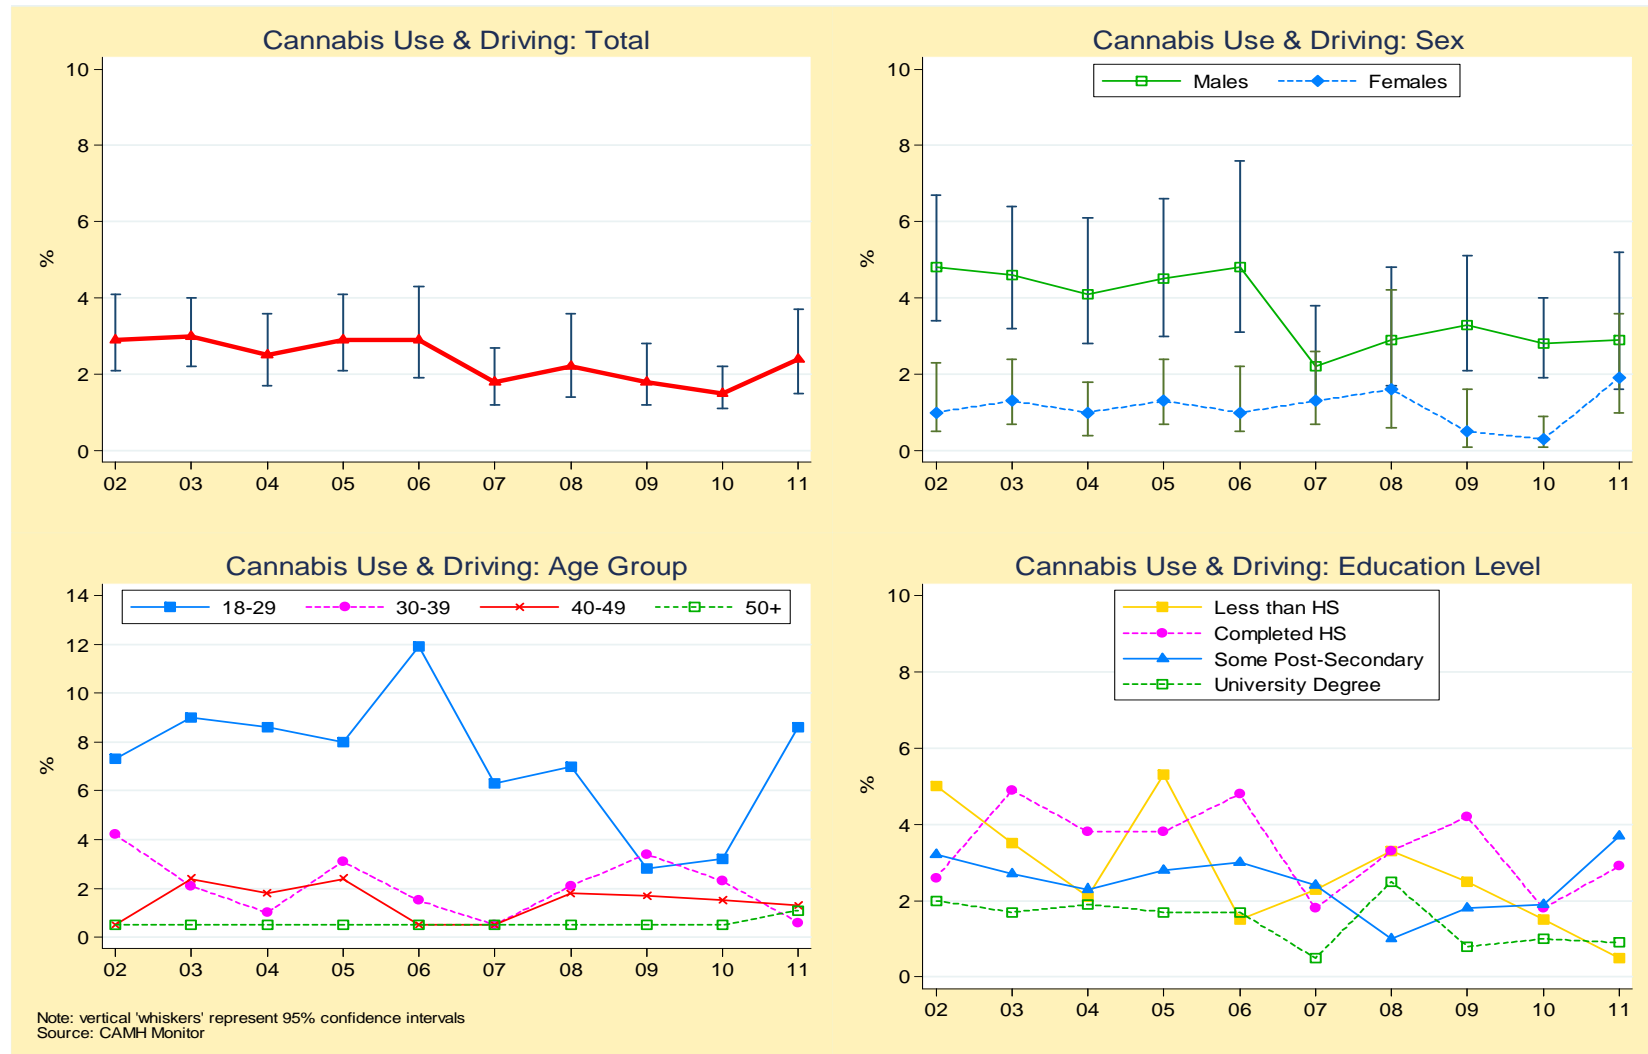 Cannabis Use & Driving: Total
10
8
6
4
2
0
%
02 03 04 05 06 07 08 09 10 11
Cannabis Use & Driving: Sex
Males Females
10
8
6
4
2
0
%
02 03 04 05 06 07 08 09 10 11
Cannabis Use & Driving: Age Group
18-29 30-39 40-49 50+
14
12
10
8
6
4
2
0
%
02 03 04 05 06 07 08 09 10 11
Cannabis Use & Driving: Education Level
Less than HS
Completed HS
Some Post-Secondary
University Degree
10
8
6
4
2
0
%
02 03 04 05 06 07 08 09 10 11
Note: vertical 'whiskers' represent 95% confidence intervals
Source: CAMH Monitor